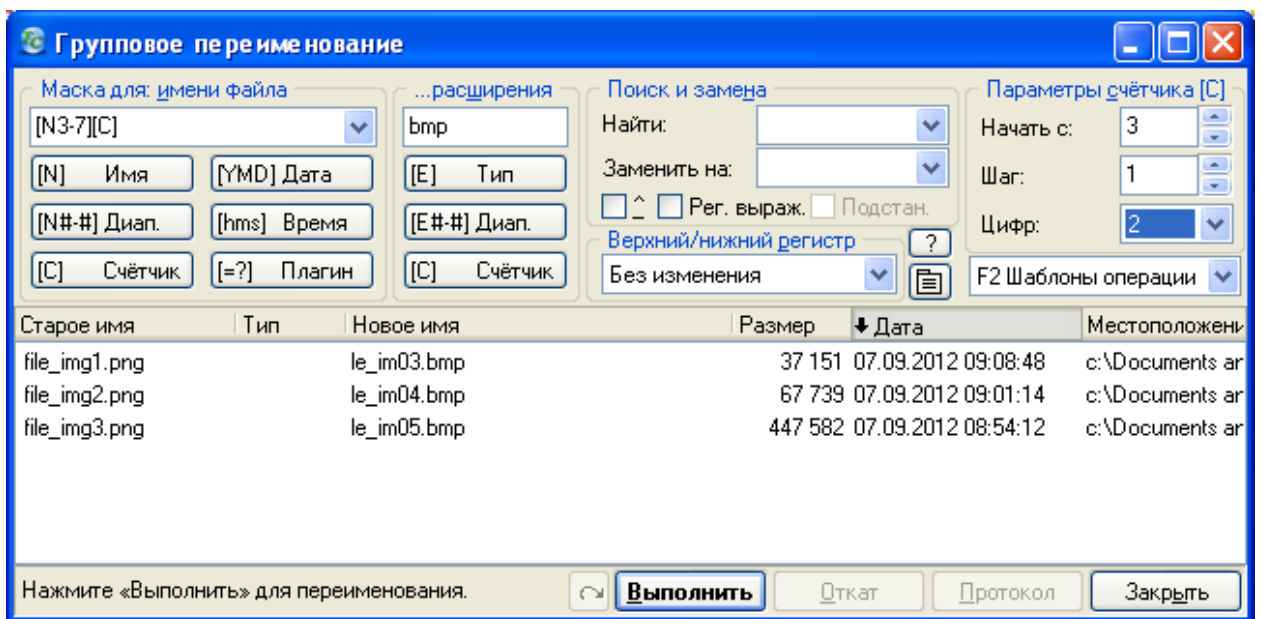 Групповое переименование
Маска для: имени файла ...расширения Поиск и замена Параметры счётчика [C]
[N3-7][C] bmp Найти: Начать с: 3
[N] Имя [YMD] Дата [E] Тип Заменить на: Шаг: 1
^ Рег. выраж. Подстан.
[N#-#] Диап. [hms] Время [E#-#] Диап. Верхний/нижний регистр ? Цифр: 2
[C] Счётчик [=?] Плагин [C] Счётчик Без изменения F2 Шаблоны операции
Старое имя Тип Новое имя Размер Дата Местоположени
file_img1.png le_im03.bmp 37 151 07.09.2012 09:08:48 c:\Documents ar
file_img2.png le_im04.bmp 67 739 07.09.2012 09:01:14 c:\Documents ar
file_img3.png le_im05.bmp 447 582 07.09.2012 08:54:12 c:\Documents ar
Нажмите «Выполнить» для переименования. Выполнить Откат Протокол Закрыть